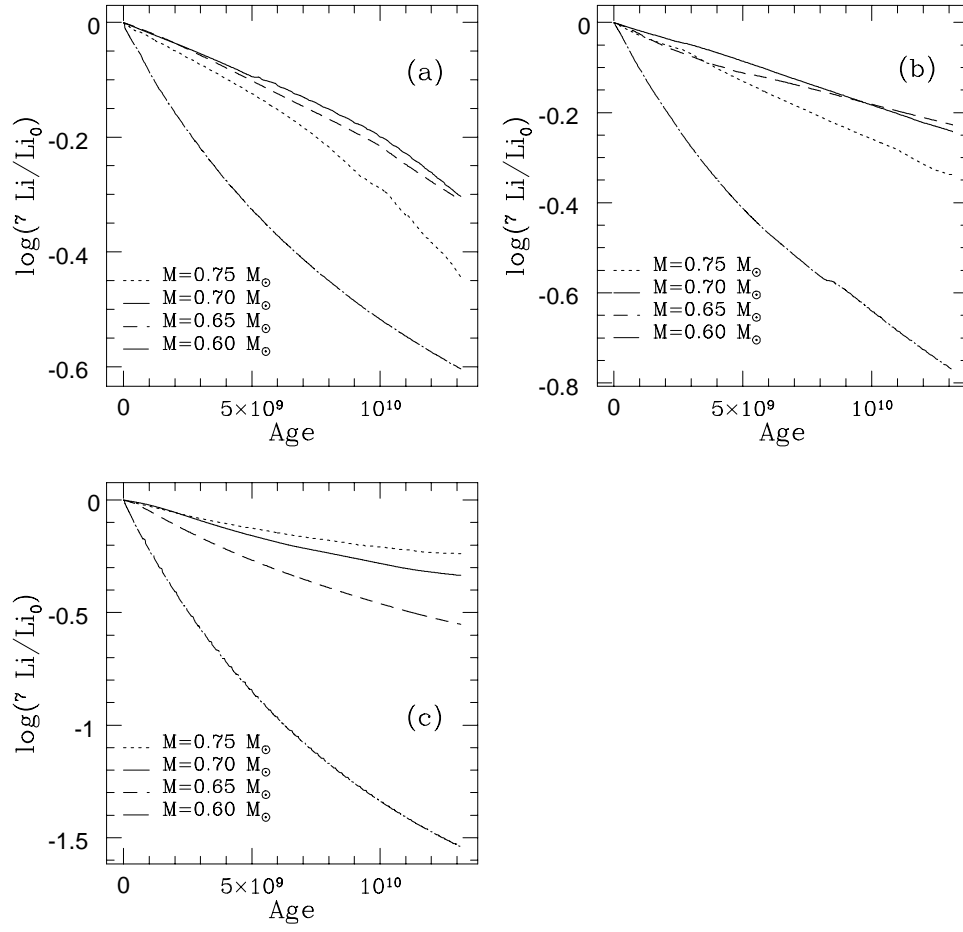 (a)
log(⁷ Li/Li₀)
0
-0.2
-0.4
-0.6
M=0.75 M☉
M=0.70 M☉
M=0.65 M☉
M=0.60 M☉
0
5×10⁹
10¹⁰
Age
(b)
log(⁷ Li/Li₀)
0
-0.2
-0.4
-0.6
-0.8
M=0.75 M☉
M=0.70 M☉
M=0.65 M☉
M=0.60 M☉
0
5×10⁹
10¹⁰
Age
(c)
log(⁷ Li/Li₀)
0
-0.5
-1
-1.5
M=0.75 M☉
M=0.70 M☉
M=0.65 M☉
M=0.60 M☉
0
5×10⁹
10¹⁰
Age